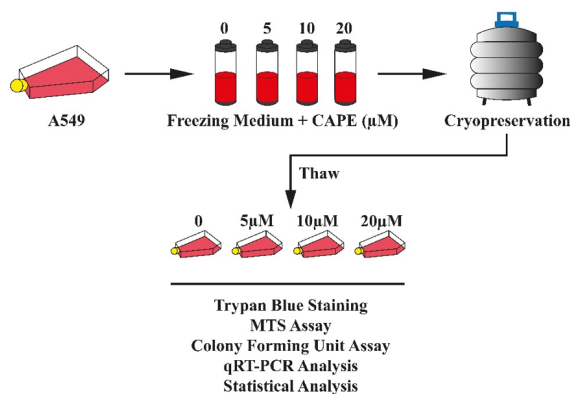 0 5 10 20
A549
Freezing Medium + CAPE (µM)
Cryopreservation
Thaw
0 5µM 10µM 20µM
Trypan Blue Staining
MTS Assay
Colony Forming Unit Assay
qRT-PCR Analysis
Statistical Analysis